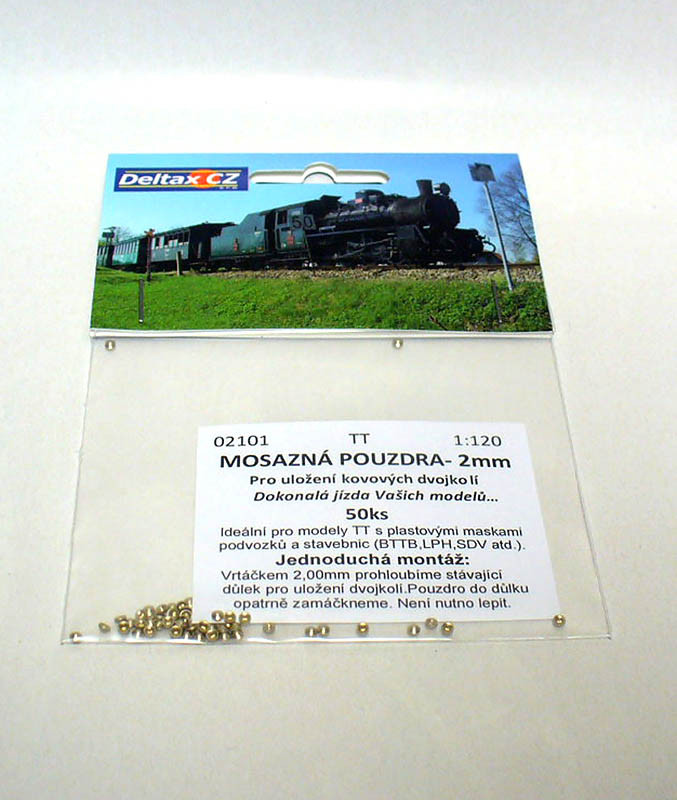 Deltax CZ
50
02101 TT 1:120
MOSAZNÁ POUZDRA- 2mm
Pro uložení kovových dvojkolí
Dokonalá jízda Vašich modelů...
50ks
Ideální pro modely TT s plastovými maskami
podvozků a stavebnic (BTTB,LPH,SDV atd.).
Jednoduchá montáž:
Vrtáčkem 2,00mm prohloubíme stávající
důlek pro uložení dvojkolí.Pouzdro do důlku
opatrně zamáčkneme. Není nutno lepit.